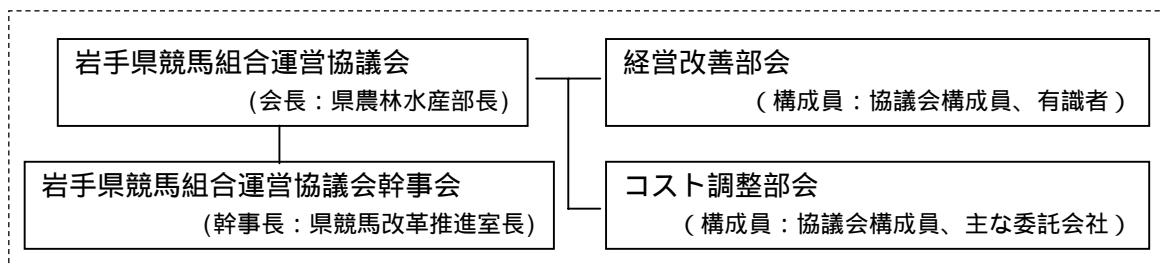 岩手県競馬組合運営協議会
(会長：県農林水産部長)
経営改善部会
（構成員：協議会構成員、有識者）
岩手県競馬組合運営協議会幹事会
(幹事長：県競馬改革推進室長)
コスト調整部会
（構成員：協議会構成員、主な委託会社）